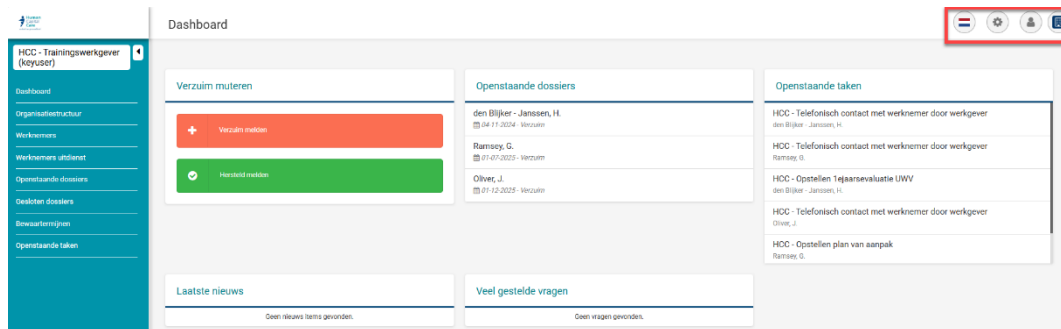 Dashboard
HCC - Trainingswerkgever
(keyuser)
Dashboard
Organisatiestructuur
Werknemers
Werknemers uitdienst
Openstaande dossiers
Gesloten dossiers
Bewaartermijnen
Openstaande taken
Verzuim muteren
Verzuim melden
Hersteld melden
Openstaande dossiers
den Blijker - Janssen, H.
04-11-2024 - Verzuim
Ramsey, G.
01-07-2025 - Verzuim
Oliver, J.
01-12-2025 - Verzuim
Openstaande taken
HCC - Telefonisch contact met werknemer door werkgever
den Blijker - Janssen, H.
HCC - Telefonisch contact met werknemer door werkgever
Ramsey, G.
HCC - Opstellen 1ejaarsevaluatie UWV
den Blijker - Janssen, H.
HCC - Telefonisch contact met werknemer door werkgever
Oliver, J.
HCC - Opstellen plan van aanpak
Ramsey, G.
Laatste nieuws
Geen nieuws items gevonden.
Veel gestelde vragen
Geen vragen gevonden.